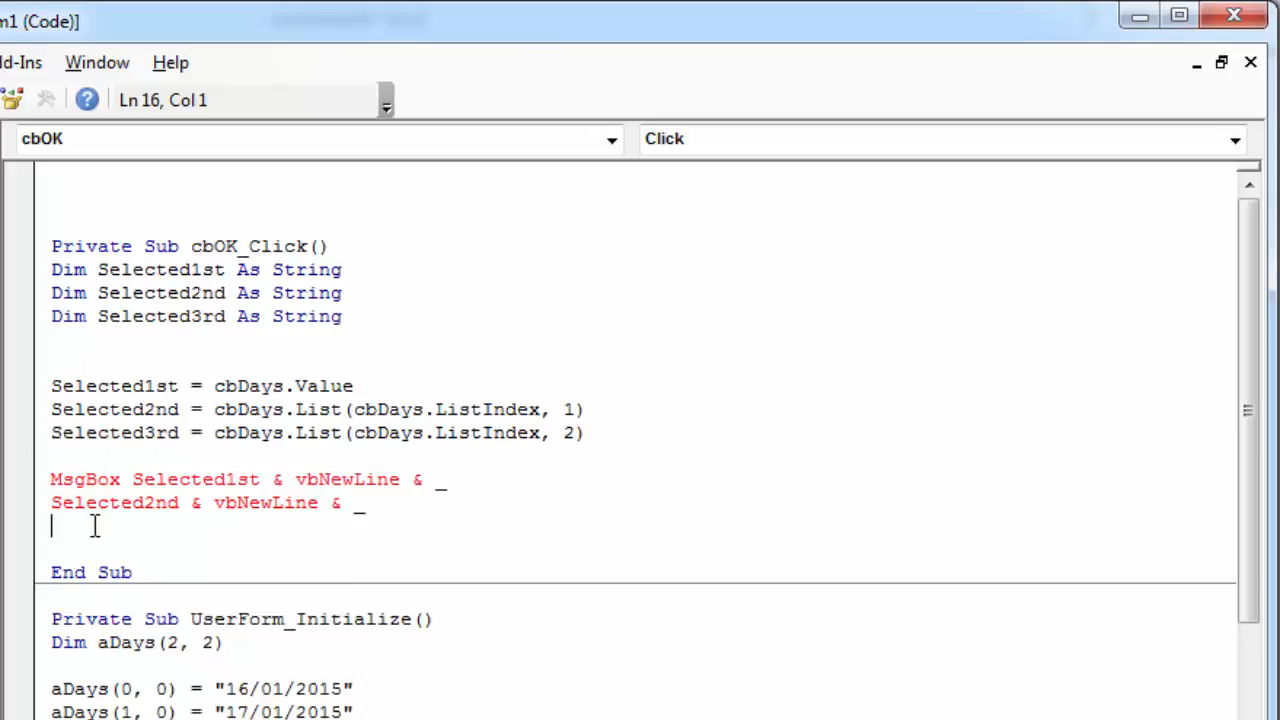 m1 (Code)]
ld-Ins Window Help
Ln 16, Col 1
cbOK Click
Private Sub cbOK_Click()
Dim Selected1st As String
Dim Selected2nd As String
Dim Selected3rd As String
Selected1st = cbDays.Value
Selected2nd = cbDays.List(cbDays.ListIndex, 1)
Selected3rd = cbDays.List(cbDays.ListIndex, 2)
MsgBox Selected1st & vbNewLine & _
Selected2nd & vbNewLine & _
End Sub
Private Sub UserForm_Initialize()
Dim aDays(2, 2)
aDays(0, 0) = "16/01/2015"
aDays(1, 0) = "17/01/2015"